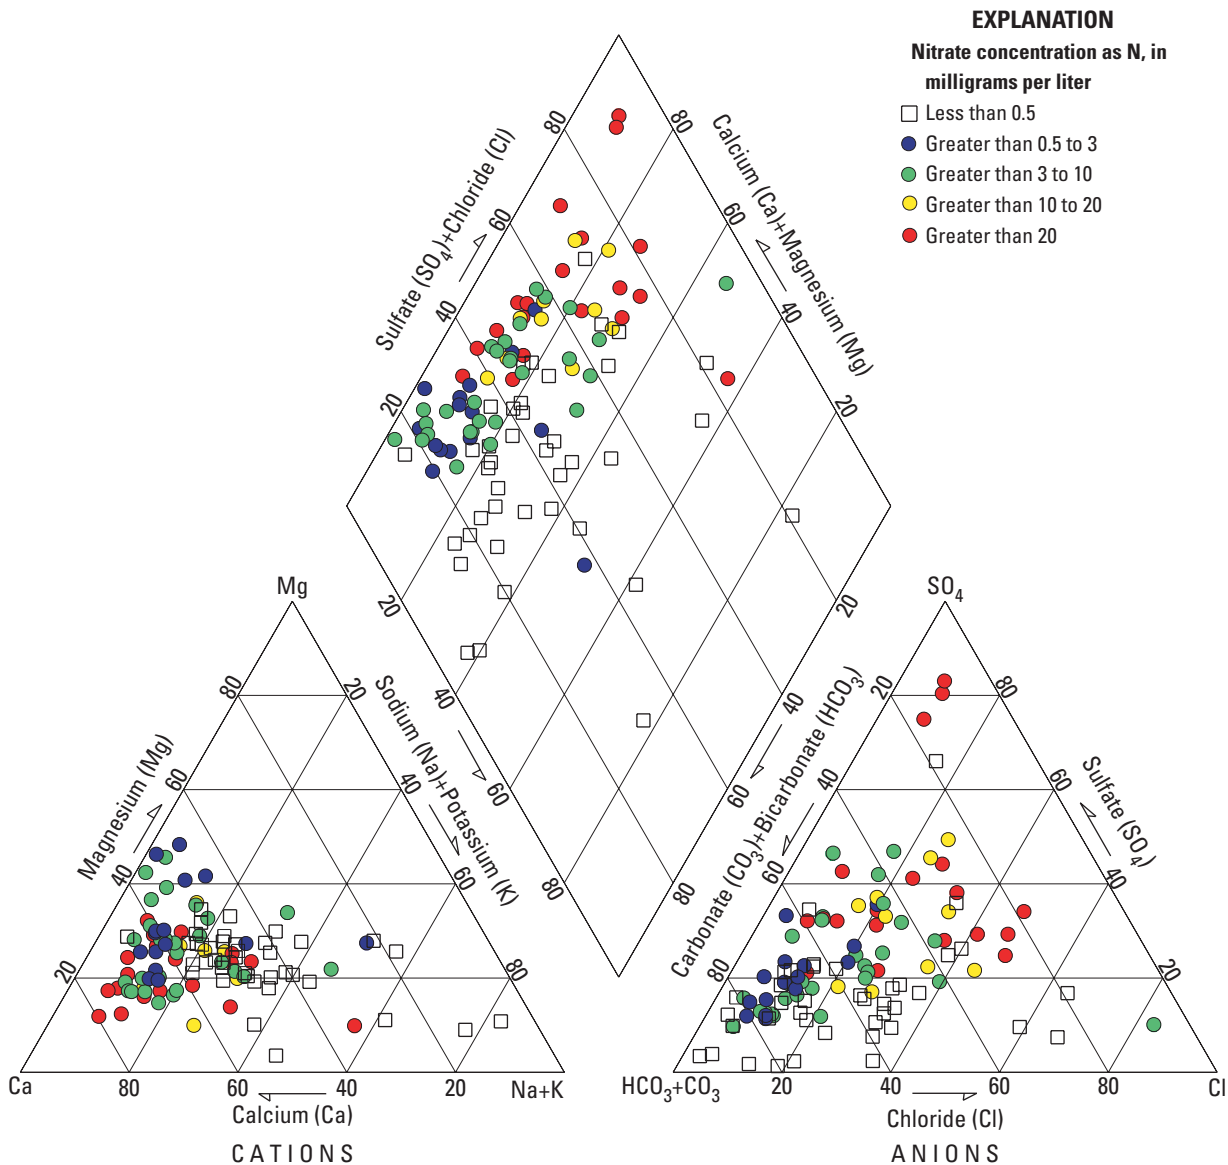 EXPLANATION
Nitrate concentration as N, in
milligrams per liter
Less than 0.5
Greater than 0.5 to 3
Greater than 3 to 10
Greater than 10 to 20
Greater than 20
80
80
Sulfate (SO4)+Chloride (Cl)
Calcium (Ca)+Magnesium (Mg)
60
60
40
40
20
20
20
20
40
40
60
60
80
80
Mg
80
20
Magnesium (Mg)
Sodium (Na)+Potassium (K)
60
40
40
60
20
80
Ca
80
60
40
20
Na+K
Calcium (Ca)
CATIONS
SO4
20
80
Carbonate (CO3)+Bicarbonate (HCO3)
Sulfate (SO4)
40
60
60
40
80
20
HCO3+CO3
20
40
60
80
Cl
Chloride (Cl)
ANIONS